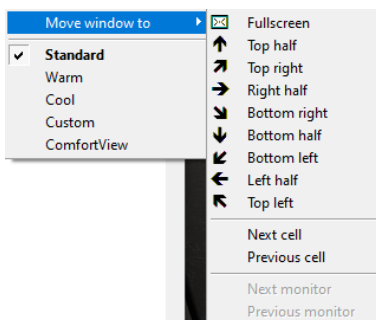 Move window to
Standard
Warm
Cool
Custom
ComfortView
Fullscreen
Top half
Top right
Right half
Bottom right
Bottom half
Bottom left
Left half
Top left
Next cell
Previous cell
Next monitor
Previous monitor